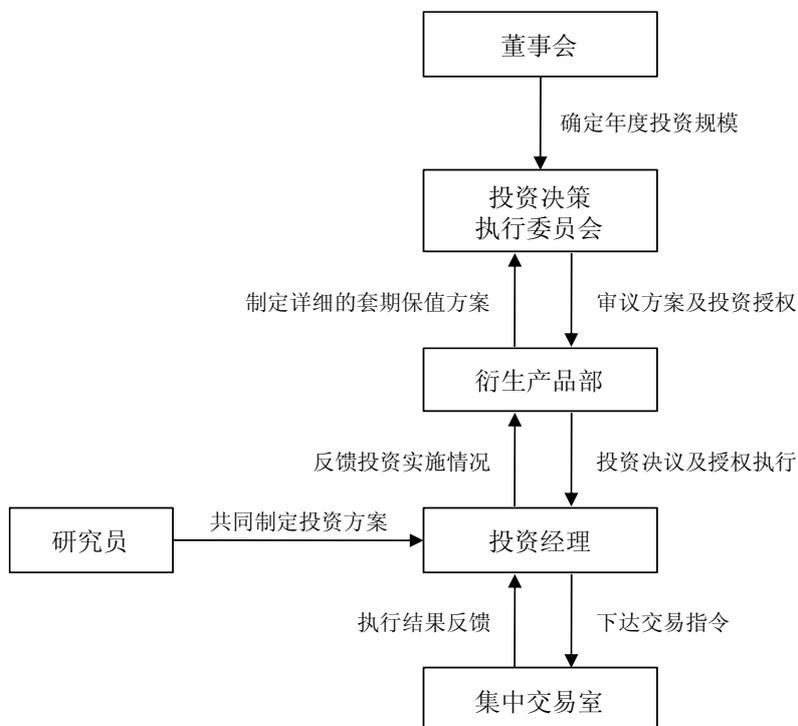 董事会
确定年度投资规模
投资决策
执行委员会
制定详细的套期保值方案
审议方案及投资授权
衍生产品部
反馈投资实施情况
投资决议及授权执行
研究员
共同制定投资方案
投资经理
执行结果反馈
下达交易指令
集中交易室